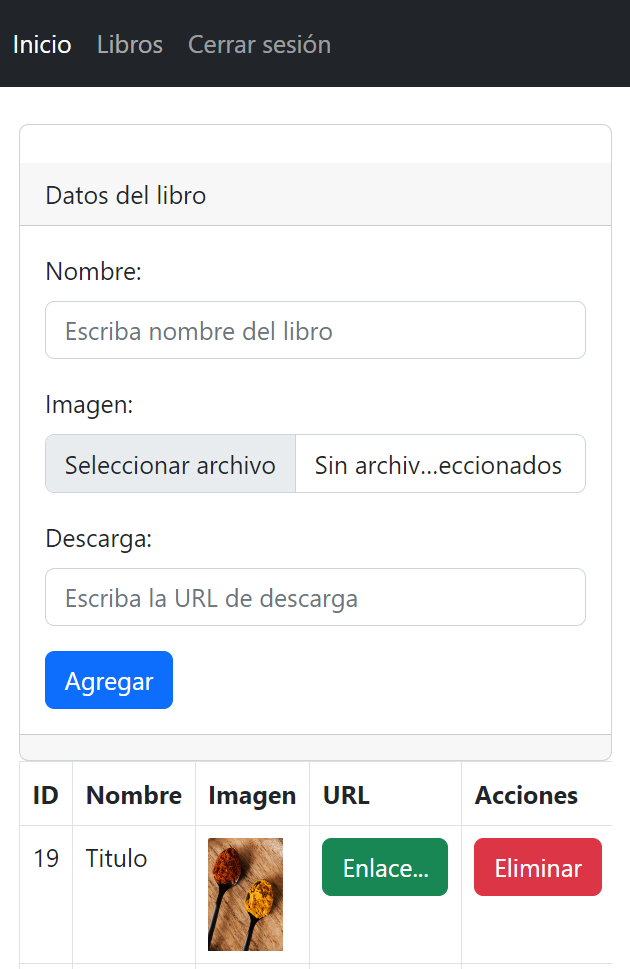 Inicio Libros Cerrar sesión
Datos del libro
Nombre:
Escriba nombre del libro
Imagen:
Seleccionar archivo Sin archiv...eccionados
Descarga:
Escriba la URL de descarga
Agregar
ID Nombre Imagen URL Acciones
19 Titulo Enlace... Eliminar